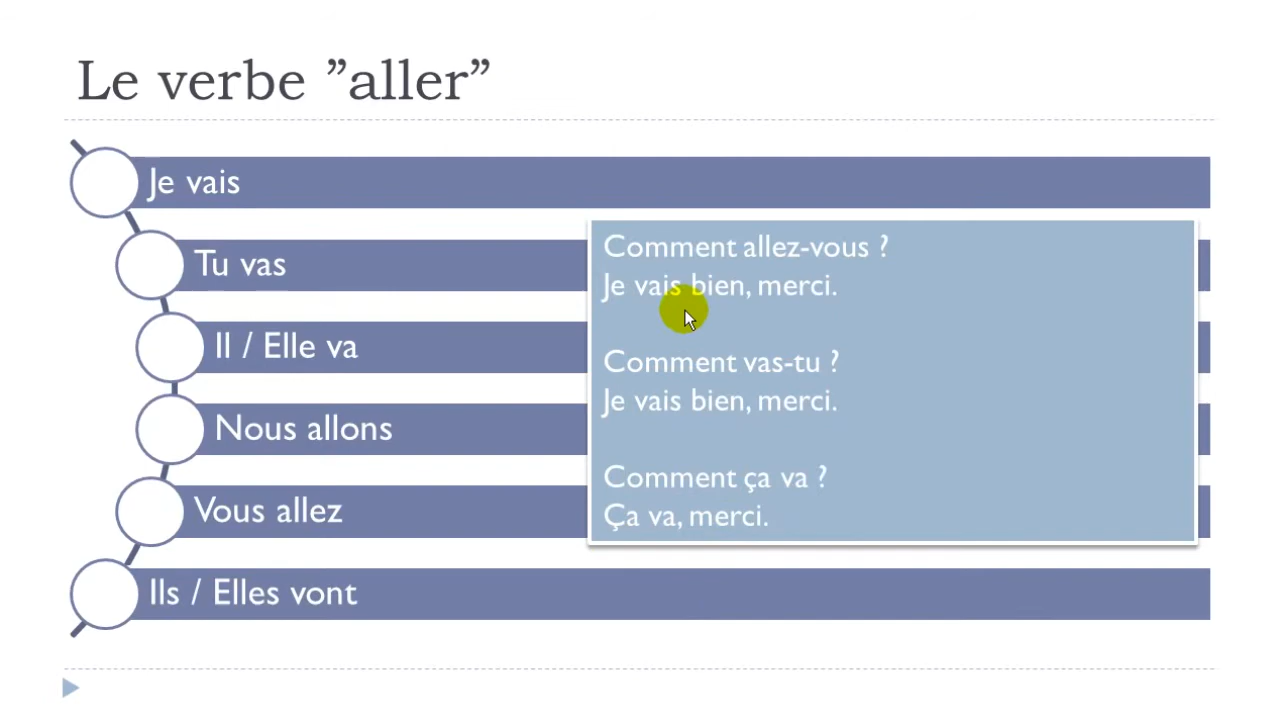 Le verbe ”aller”
Je vais
Tu vas
Il / Elle va
Nous allons
Vous allez
Ils / Elles vont
Comment allez-vous ?
Je vais bien, merci.
Comment vas-tu ?
Je vais bien, merci.
Comment ça va ?
Ça va, merci.